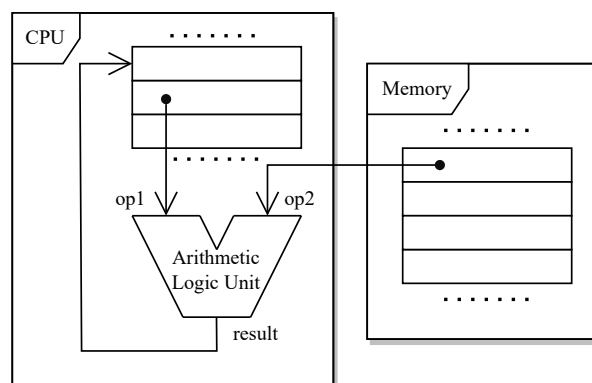 CPU
Memory
op1
op2
Arithmetic
Logic Unit
result